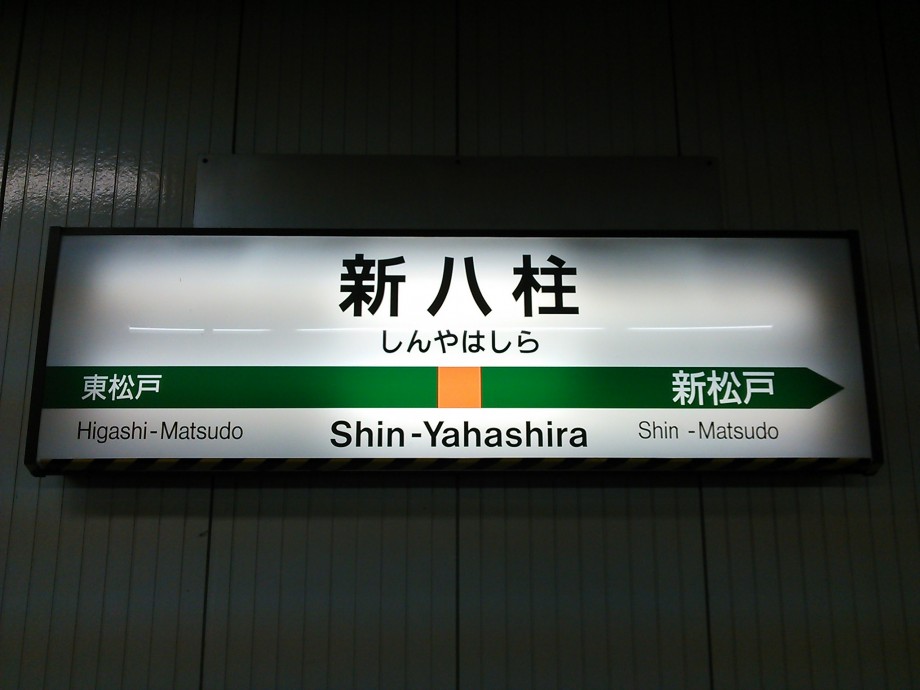 新八柱
しんやはしら
東松戸 新松戸
Higashi-Matsudo Shin-Yahashira Shin -Matsudo